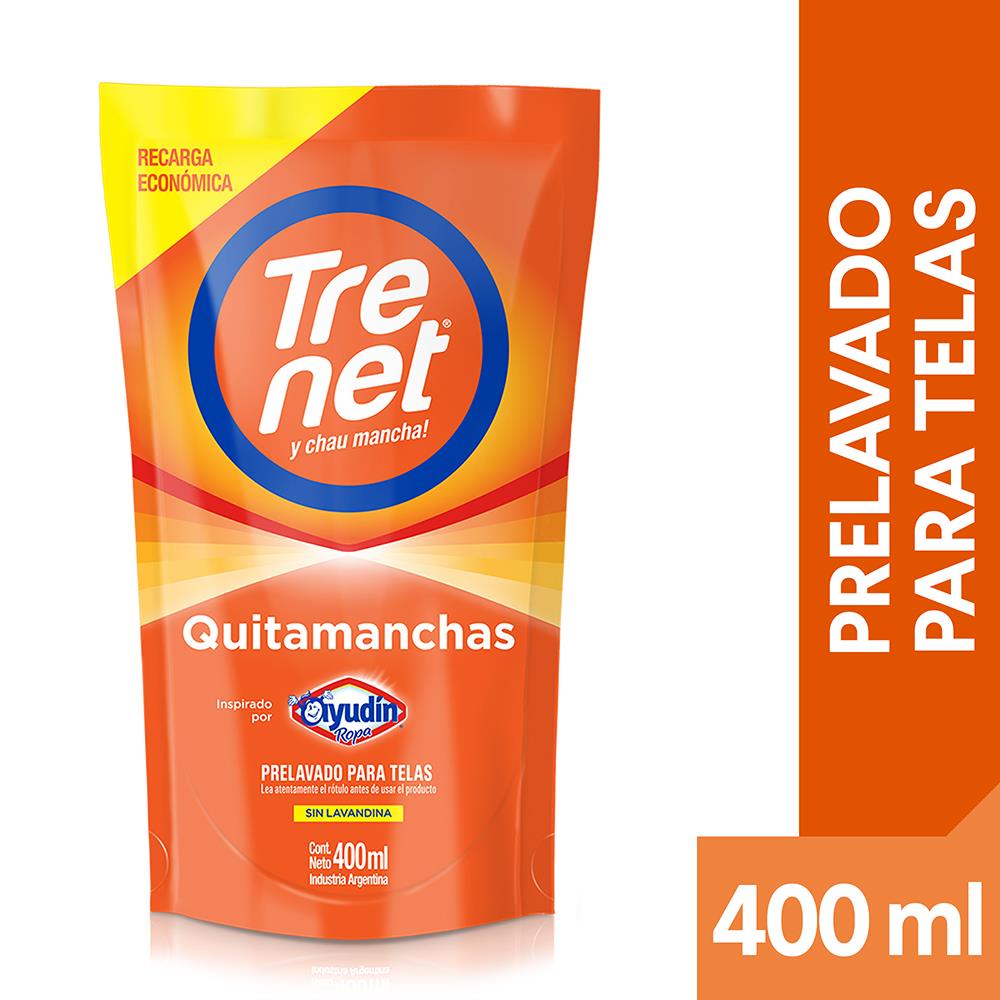 RECARGA
ECONÓMICA
Tre
net®
y chau mancha!
Quitamanchas
Inspirado
por
Ayudín
Ropa
PRELAVADO PARA TELAS
Lea atentamente el rótulo antes de usar el producto
SIN LAVANDINA
Cont.
Neto 400ml
Industria Argentina
PRELAVADO
PARA TELAS
400 ml